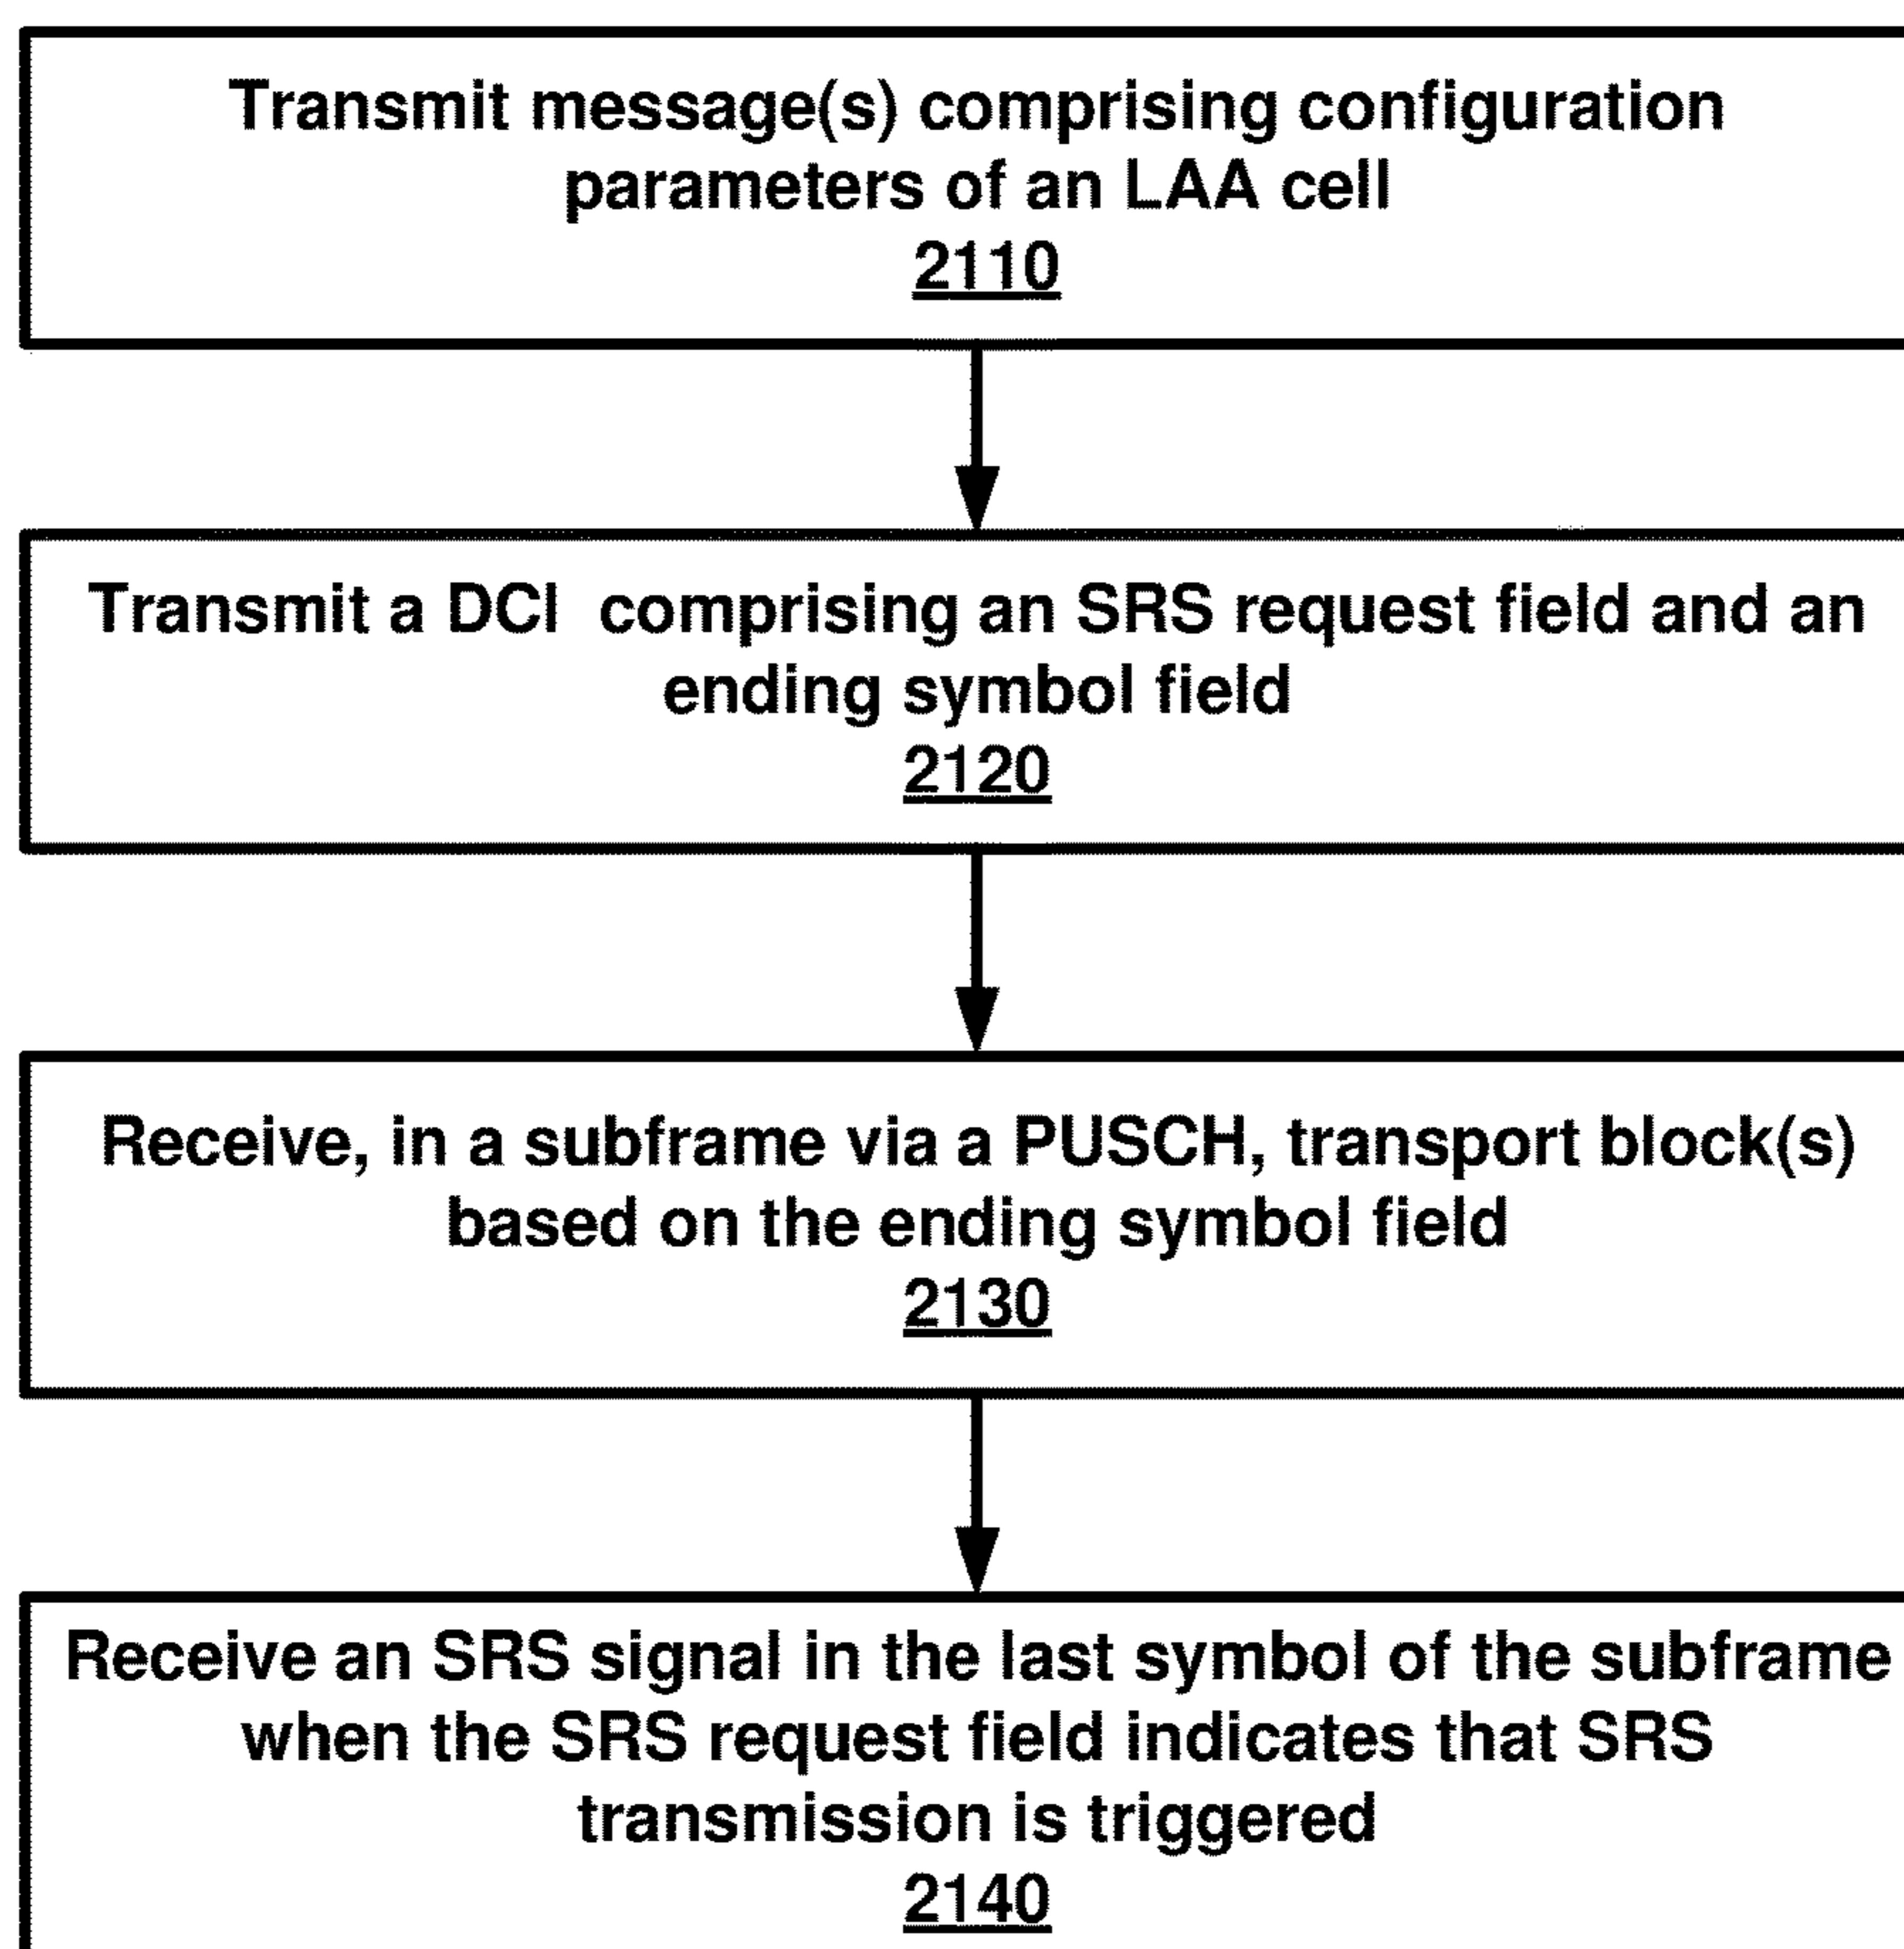 Transmit message(s) comprising configuration
parameters of an LAA cell
2110
Transmit a DCI comprising an SRS request field and an
ending symbol field
2120
Receive, in a subframe via a PUSCH, transport block(s)
based on the ending symbol field
2130
Receive an SRS signal in the last symbol of the subframe
when the SRS request field indicates that SRS
transmission is triggered
2140